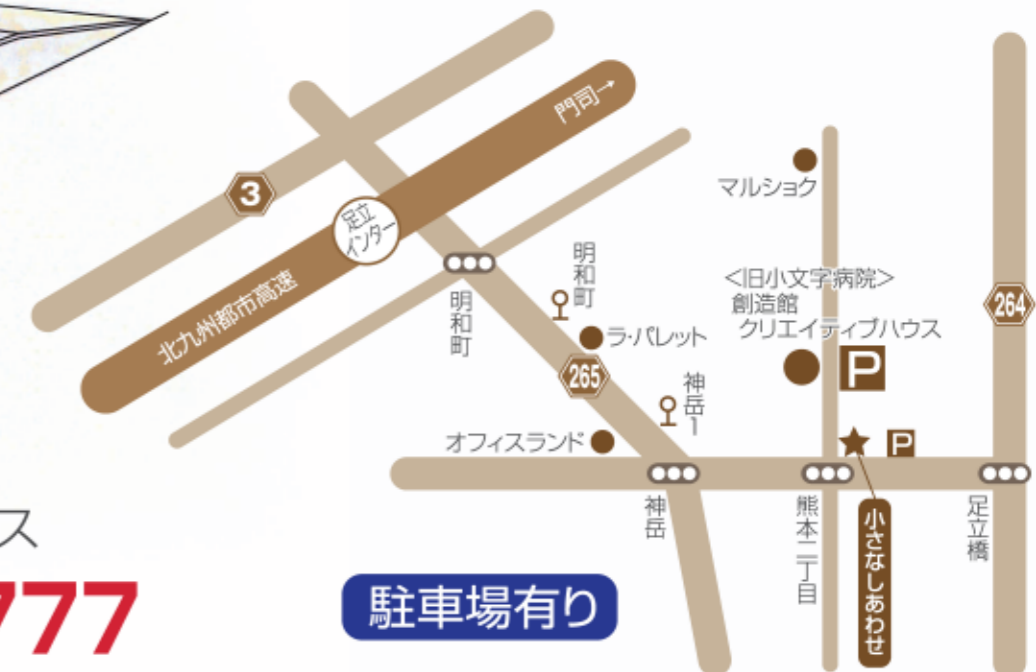 門司→
3
足立
インター
マルショク
北九州都市高速
明和町
明和町
<旧小文字病院>
創造館
クリエイティブハウス
264
ラ・パレット
P
265
神岳1
オフィスランド
P
神岳
熊本二丁目
小さなしあわせ
足立橋
ス
777
駐車場有り